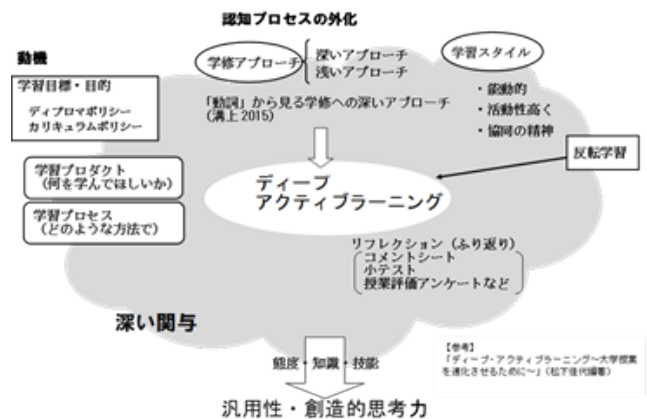 認知プロセスの外化
動機
学修アプローチ
深いアプローチ
浅いアプローチ
学習スタイル
学習目標・目的
ディプロマポリシー
カリキュラムポリシー
「動詞」から見る学修への深いアプローチ
(溝上2015)
・能動的
・活動性高く
・協同の精神
反転学習
学習プロダクト
(何を学んでほしいか)
学習プロセス
(どのような方法で)
ディープ
アクティブラーニング
リフレクション(ふり返り)
コメントシート
小テスト
授業評価アンケートなど
深い関与
態度・知識・技能
汎用性・創造的思考力
【参考】
「ディープ・アクティブラーニング～大学授業
を進化させるために～」(松下佳代編著)